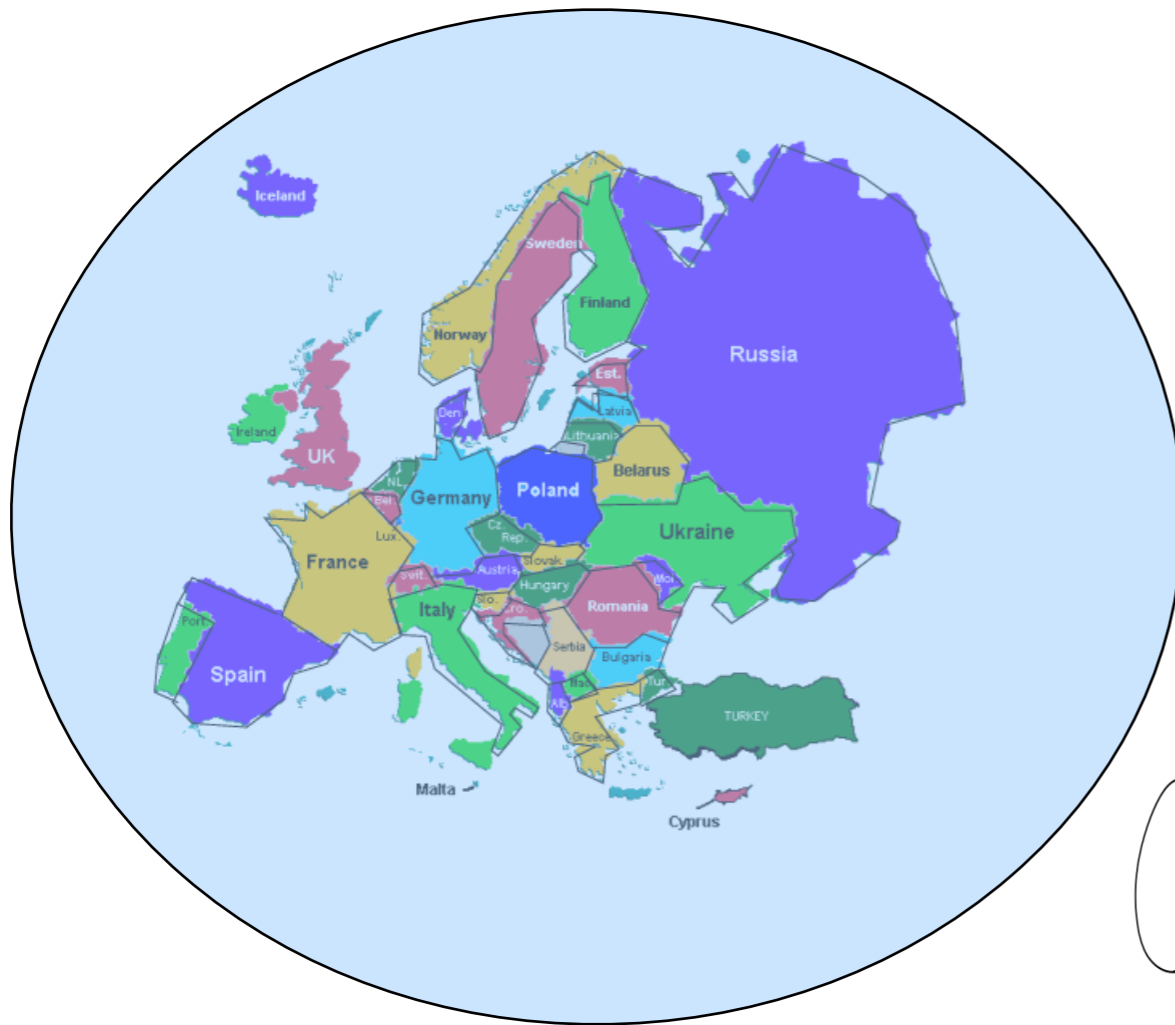 Iceland
Sweden
Finland
Norway
Russia
Est.
Den
Latvia
Ireland
Lithuania
UK
Belarus
NL
Poland
Germany
Bel.
Cz.
Rep.
Ukraine
Lux.
France
Slovak.
Austria
Swit.
Hungary
Mol
Slo.
Cro.
Romania
Italy
Port
Serbia
Bulgaria
Spain
Mac
Tur.
Alb
TURKEY
Greece
Malta
Cyprus